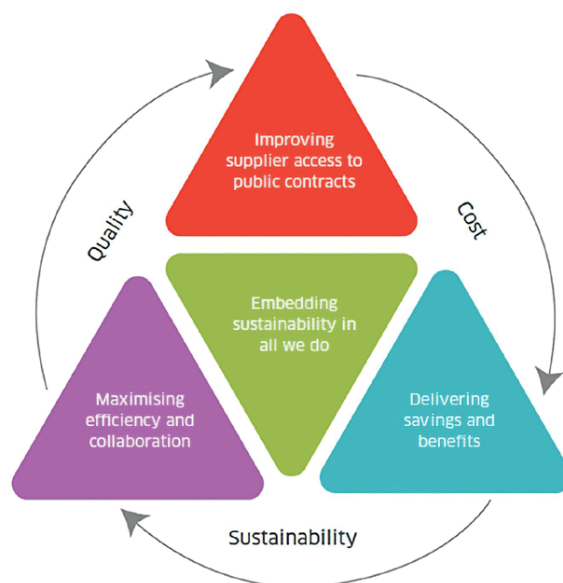 Improving
supplier access to
public contracts
Quality
Cost
Embedding
sustainability in
all we do
Maximising
efficiency and
collaboration
Delivering
savings and
benefits
Sustainability